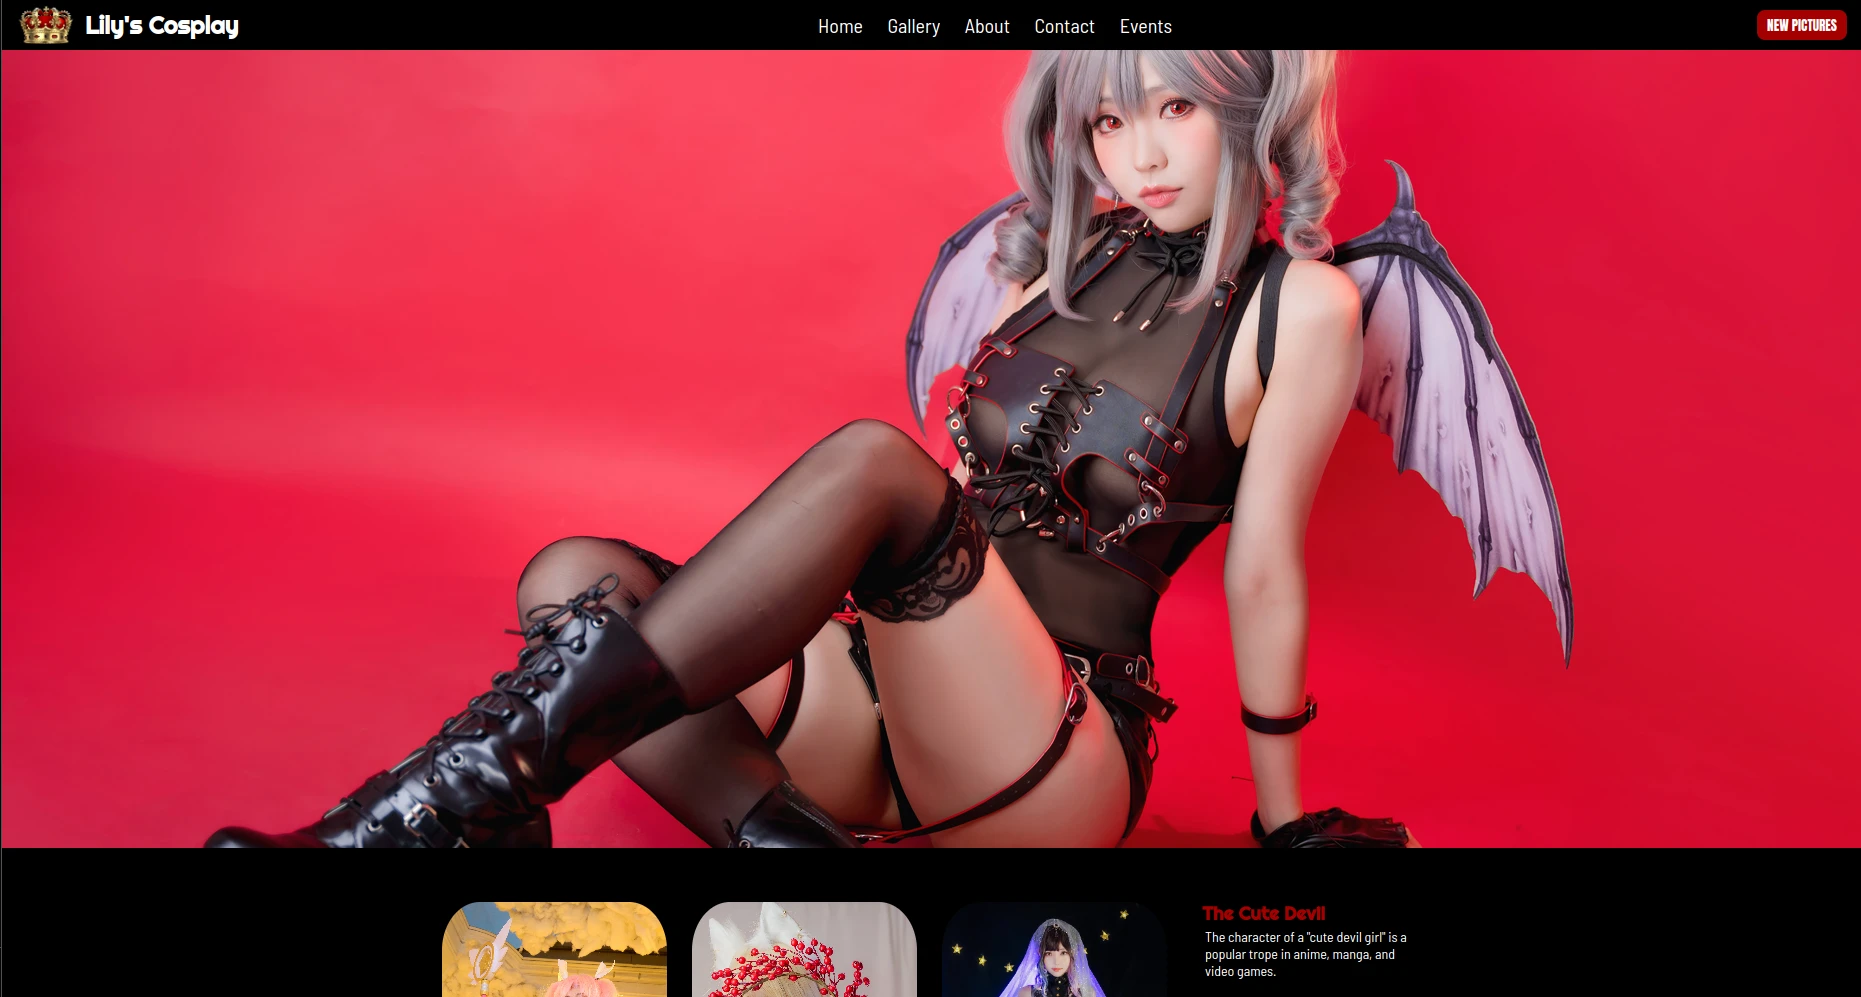 Lily's Cosplay
Home Gallery About Contact Events
NEW PICTURES
The Cute Devil
The character of a "cute devil girl" is a
popular trope in anime, manga, and
video games.